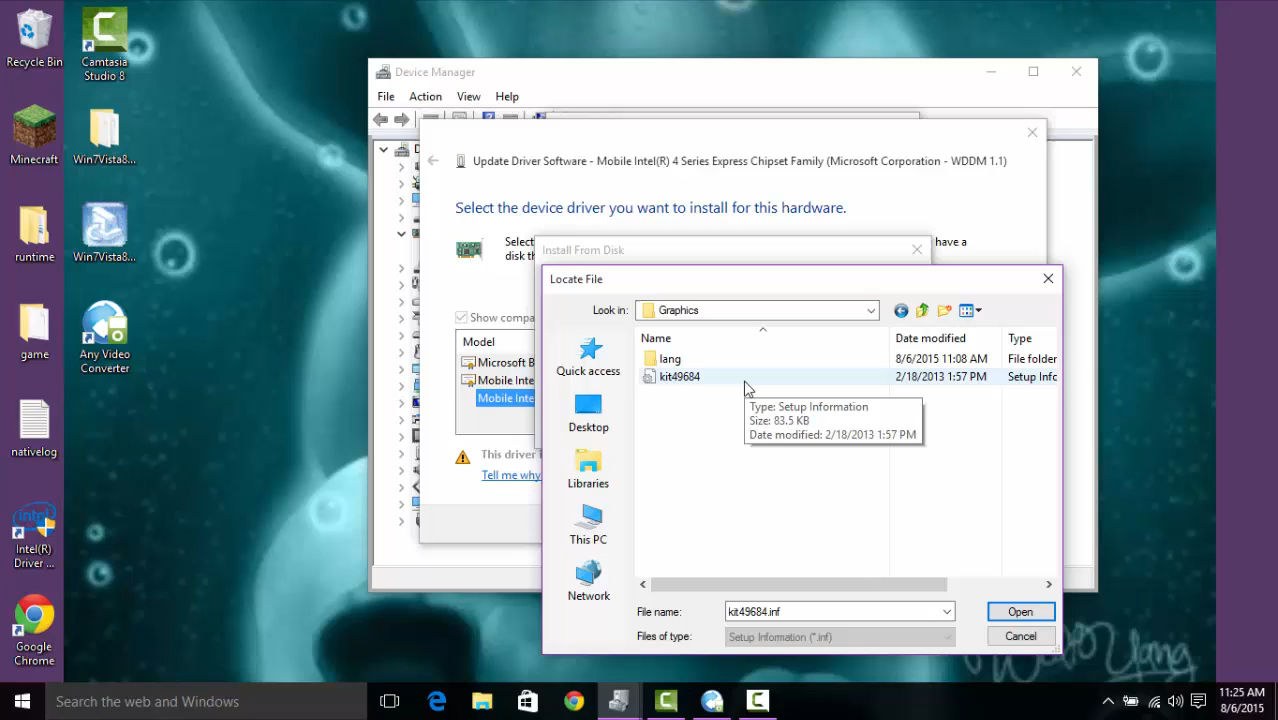 Recycle Bin
Camtasia
Studio 8
Minecraft
Win7Vista8...
runtime
Win7Vista8...
game
Any Video
Converter
nativelog
Intel(R)
Driver ...
Google
Chrome
Device Manager
File Action View Help
Update Driver Software - Mobile Intel(R) 4 Series Express Chipset Family (Microsoft Corporation - WDDM 1.1)
Select the device driver you want to install for this hardware.
Select
have a
disk th
Show compa
Model
Microsoft B
Mobile Inte
Mobile Inte
This driver i
Tell me why
Install From Disk
Locate File
Look in: Graphics
Name Date modified Type
lang 8/6/2015 11:08 AM File folder
kit49684 2/18/2013 1:57 PM Setup Info
Type: Setup Information
Size: 83.5 KB
Date modified: 2/18/2013 1:57 PM
Quick access
Desktop
Libraries
This PC
Network
File name: kit49684.inf Open
Files of type: Setup Information (*.inf) Cancel
Search the web and Windows
11:25 AM
8/6/2015